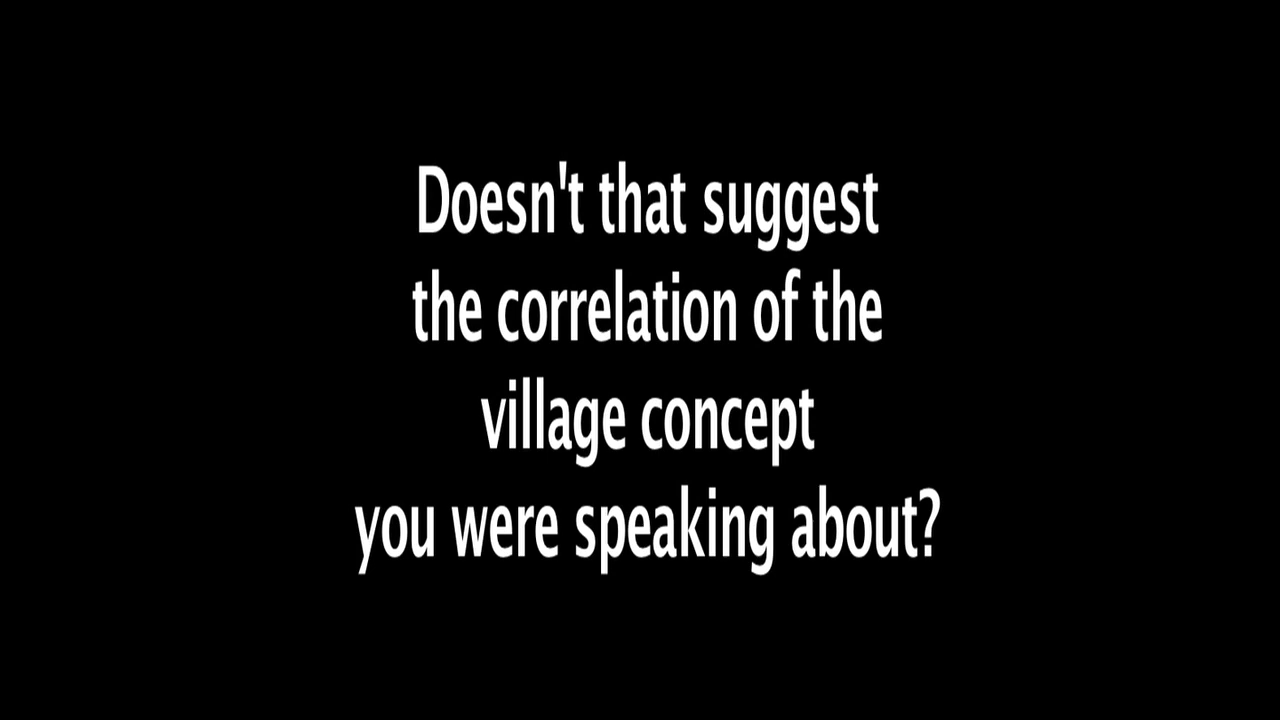 Doesn't that suggest
the correlation of the
village concept
you were speaking about?